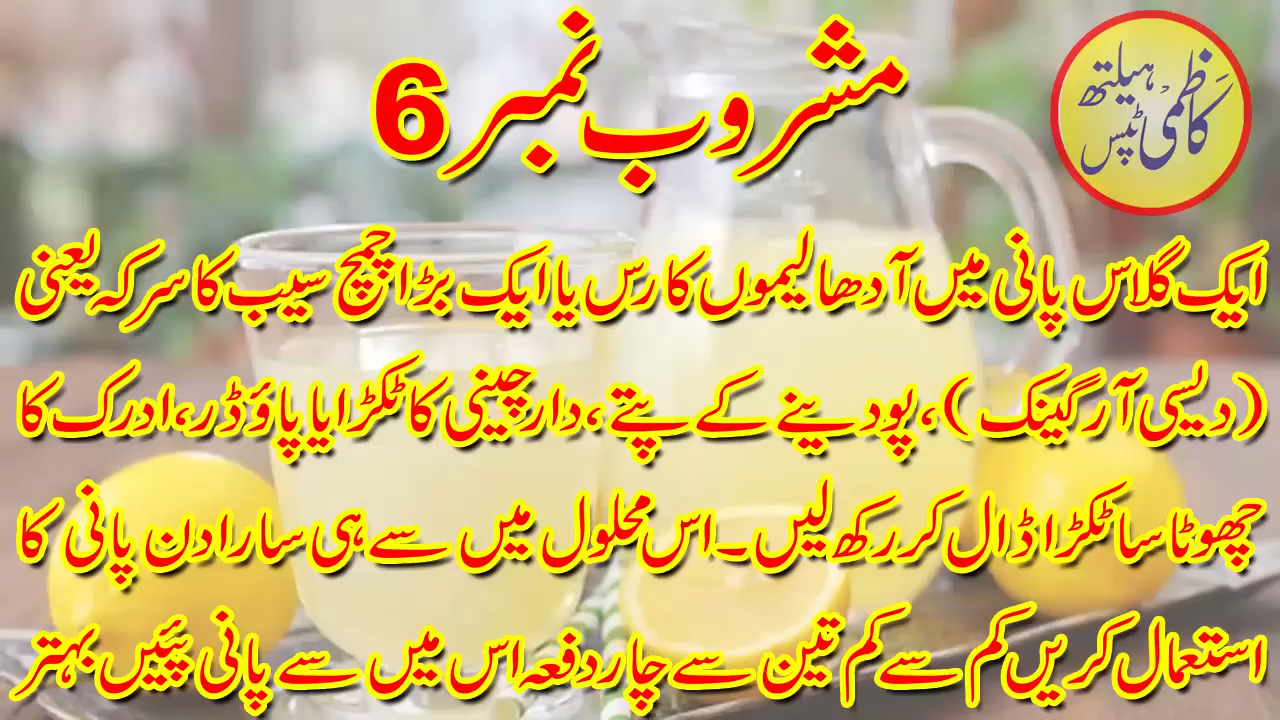 مشروب نمبر 6
کاظمی ہیلتھ ٹپس
ایک گلاس پانی میں آدھا لیموں کا رس یا ایک بڑا چمچ سیب کا سرکہ یعنی
(دیسی آرگینک)، پودینے کے پتے، دار چینی کا ٹکڑا یا پاؤڈر، ادرک کا
چھوٹا سا ٹکڑا ڈال کر رکھ لیں۔ اس محلول میں سے ہی سارا دن پانی کا
استعمال کریں کم سے کم تین سے چار دفعہ اس میں سے پانی پئیں بہتر